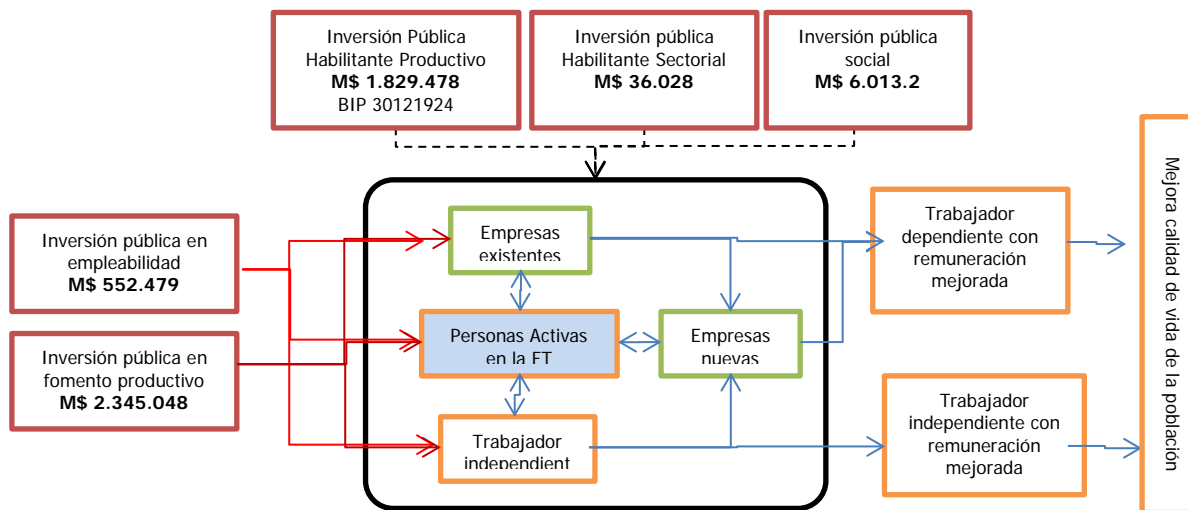 Inversión Pública
Habilitante Productivo
M$ 1.829.478
BIP 30121924
Inversión pública
Habilitante Sectorial
M$ 36.028
Inversión pública
social
M$ 6.013.2
Inversión pública en
empleabilidad
M$ 552.479
Inversión pública en
fomento productivo
M$ 2.345.048
Empresas
existentes
Personas Activas
en la FT
Empresas
nuevas
Trabajador
independient
Trabajador
dependiente con
remuneración
mejorada
Trabajador
independiente con
remuneración
mejorada
Mejora calidad de vida de la población